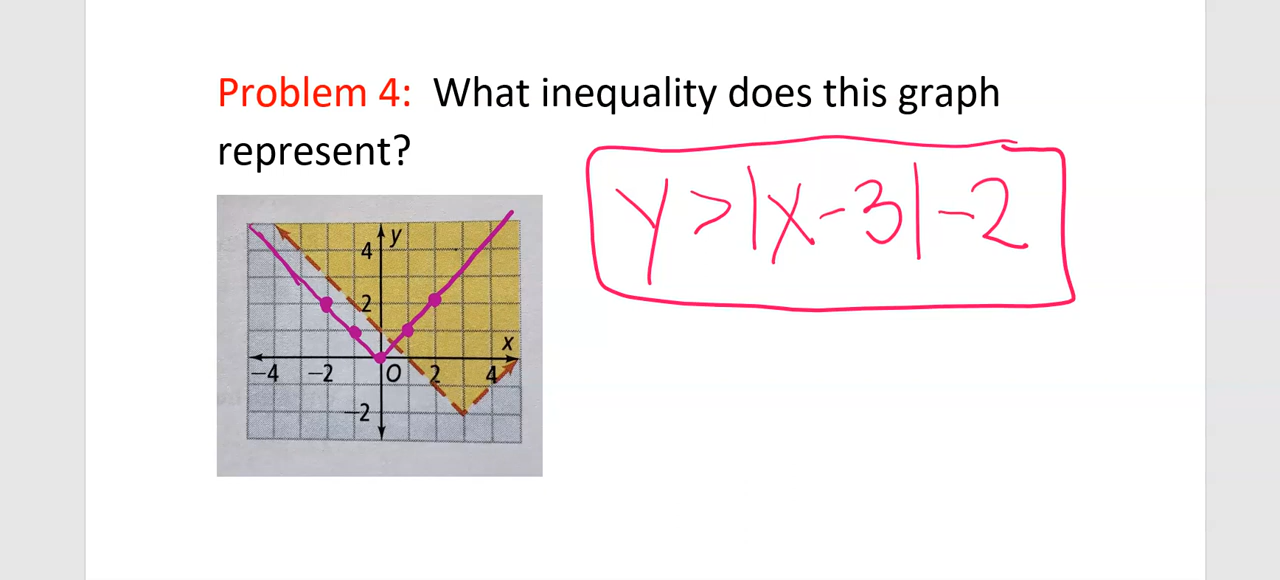 Problem 4: What inequality does this graph
represent?
y > |x - 3| - 2
y
4
2
x
-4 -2 O 2 4
-2